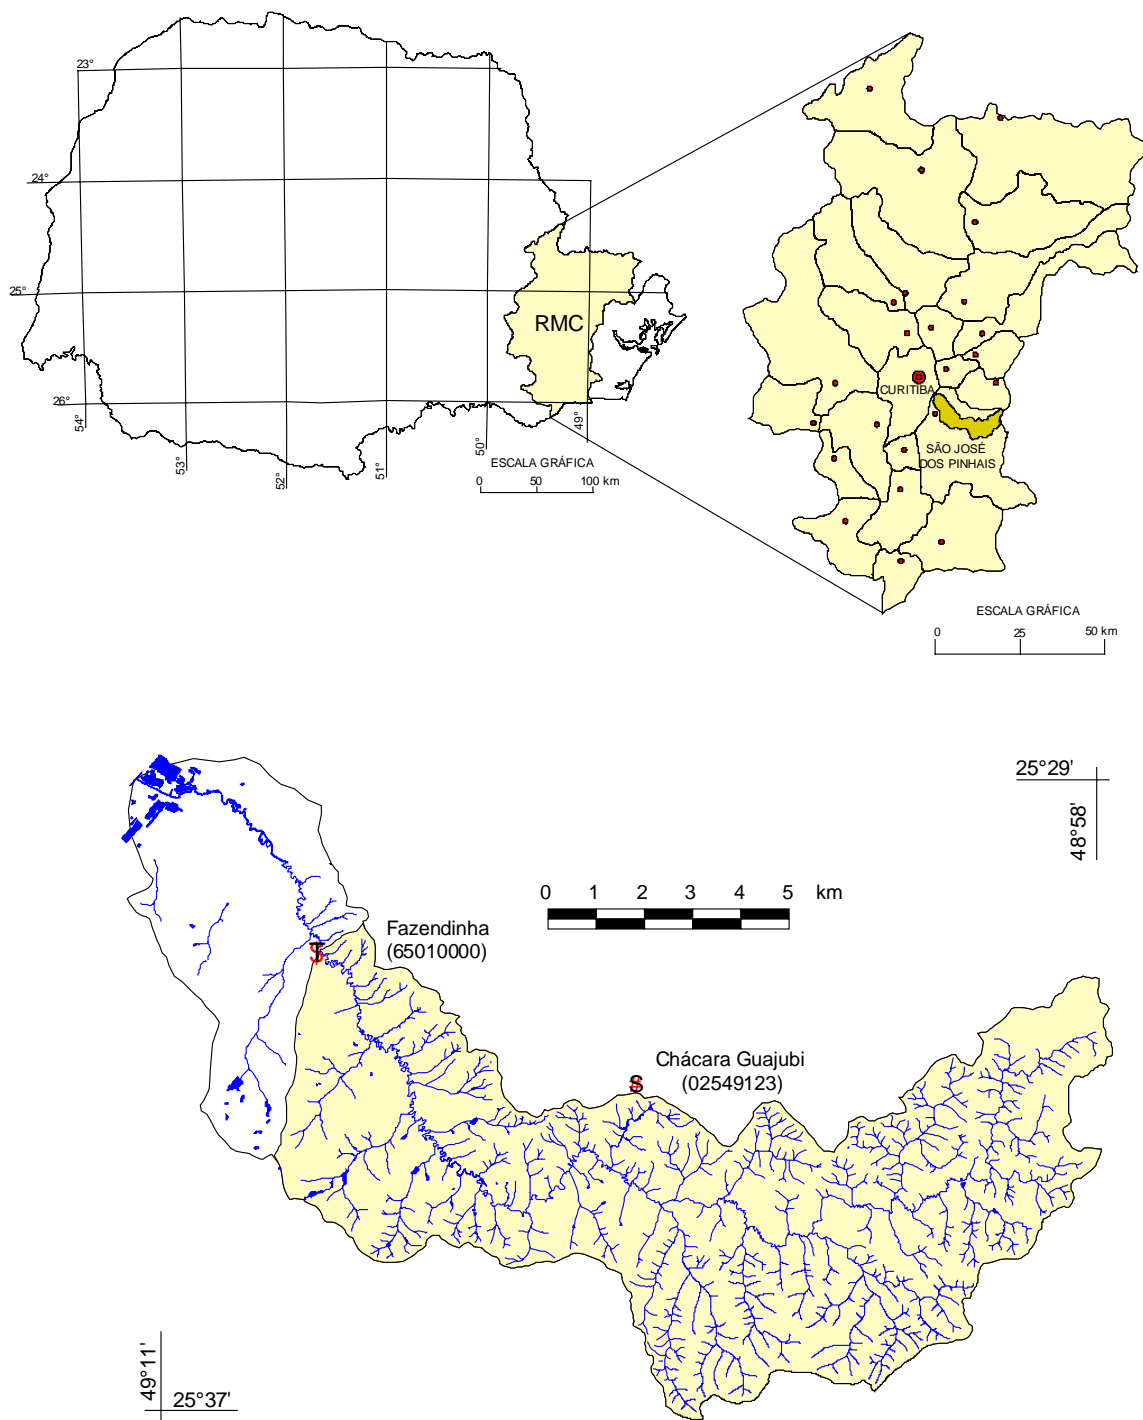 23°
24°
25°
26°
54°
53°
52°
51°
50°
49°
RMC
ESCALA GRÁFICA
0 50 100 km
CURITIBA
SÃO JOSÉ
DOS PINHAIS
ESCALA GRÁFICA
0 25 50 km
25°29'
48°58'
0 1 2 3 4 5 km
Fazendinha
(65010000)
Chácara Guajubi
(02549123)
49°11'
25°37'